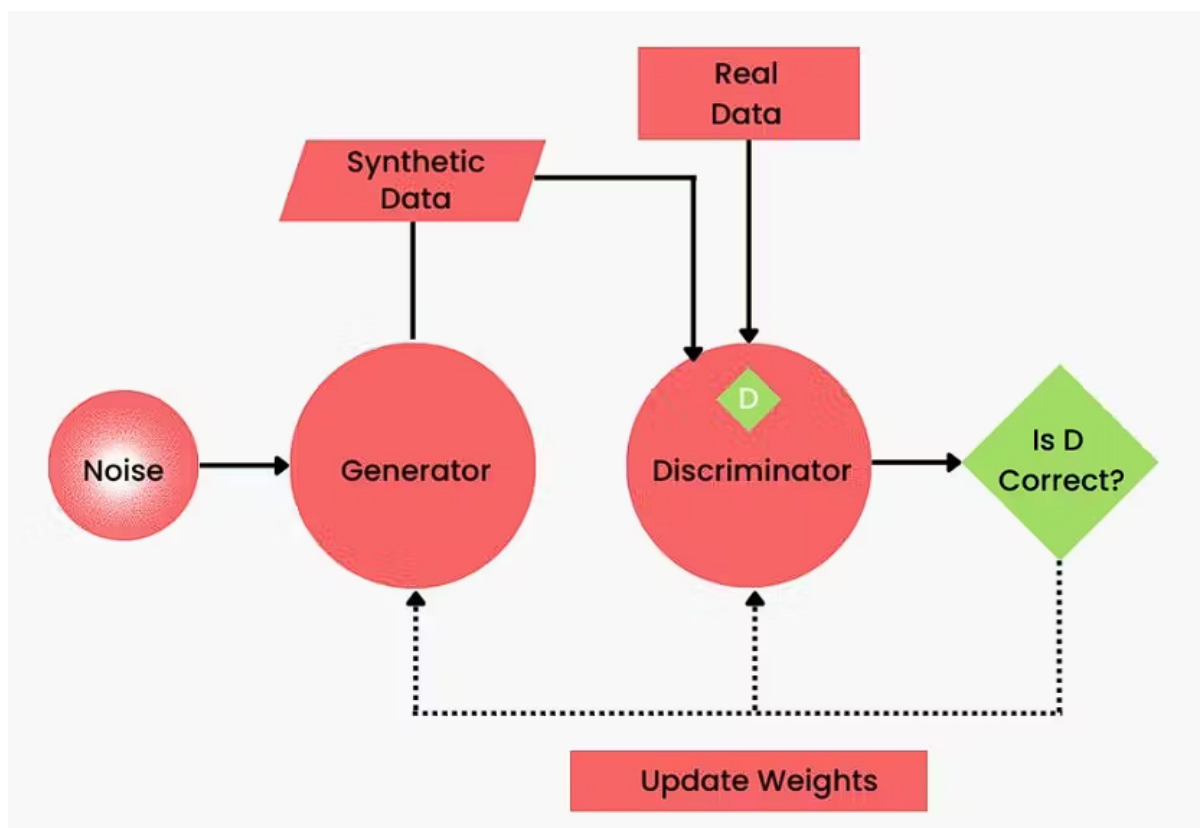 Real
Data
Synthetic
Data
D
Noise
Generator
Discriminator
Is D
Correct?
Update Weights